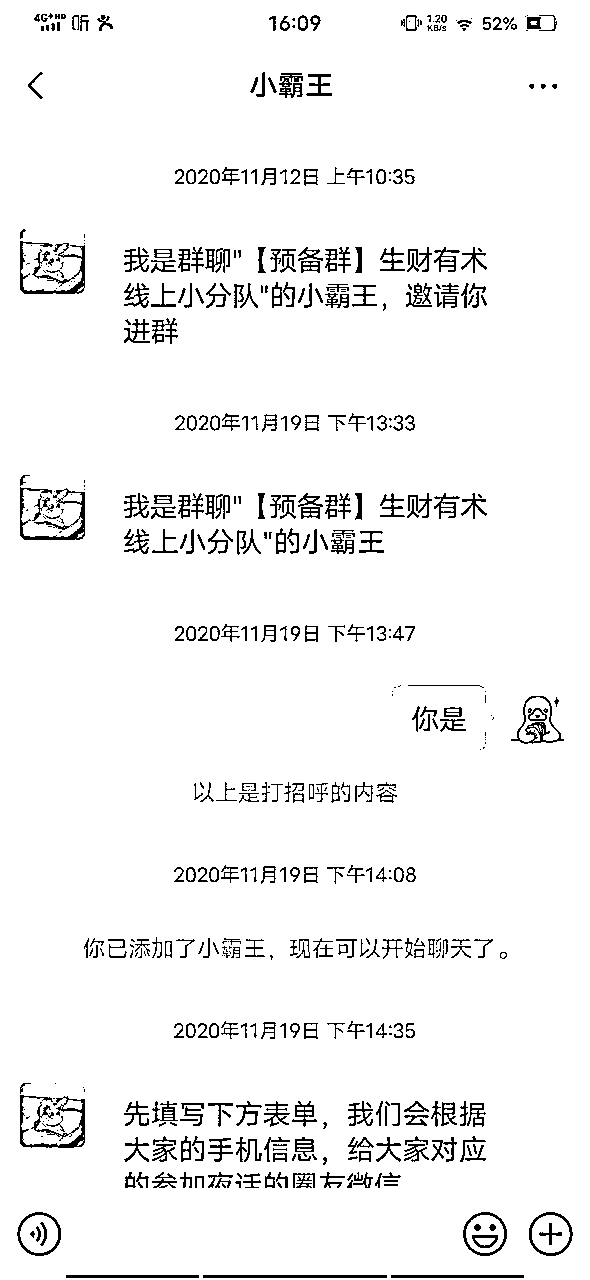 4G+HD 听
16:09
1.20
KB/s
52%
小霸王
2020年11月12日 上午10:35
我是群聊"【预备群】生财有术
线上小分队"的小霸王，邀请你
进群
2020年11月19日 下午13:33
我是群聊"【预备群】生财有术
线上小分队"的小霸王
2020年11月19日 下午13:47
你是
以上是打招呼的内容
2020年11月19日 下午14:08
你已添加了小霸王，现在可以开始聊天了。
2020年11月19日 下午14:35
先填写下方表单，我们会根据
大家的手机信息，给大家对应
的参加夜话的圈友微信